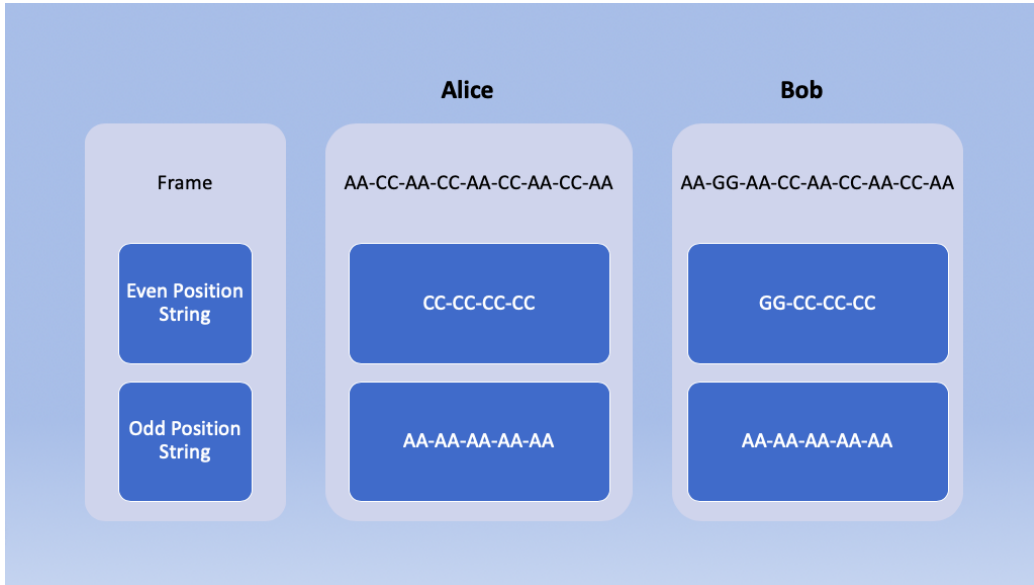 Alice Bob
Frame AA-CC-AA-CC-AA-CC-AA-CC-AA AA-GG-AA-CC-AA-CC-AA-CC-AA
Even Position
String
CC-CC-CC-CC GG-CC-CC-CC
Odd Position
String
AA-AA-AA-AA-AA AA-AA-AA-AA-AA